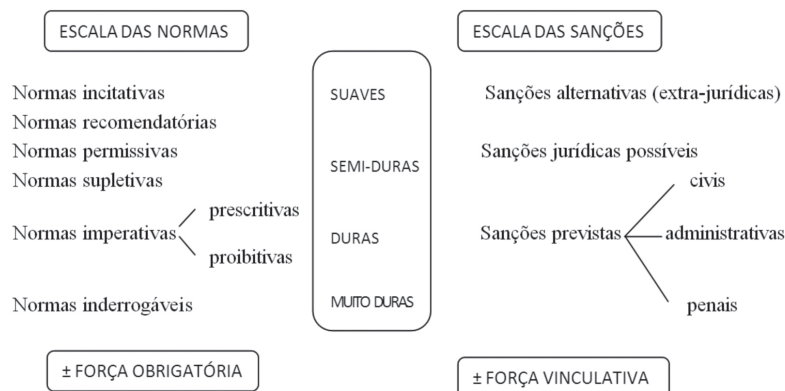 ESCALA DAS NORMAS
ESCALA DAS SANÇÕES
Normas incitativas
SUAVES
Sanções alternativas (extra-jurídicas)
Normas recomendatórias
Normas permissivas
SEMI-DURAS
Sanções jurídicas possíveis
Normas supletivas
civis
prescritivas
Normas imperativas
DURAS
Sanções previstas
administrativas
proibitivas
Normas inderrogáveis
MUITO DURAS
penais
± FORÇA OBRIGATÓRIA
± FORÇA VINCULATIVA